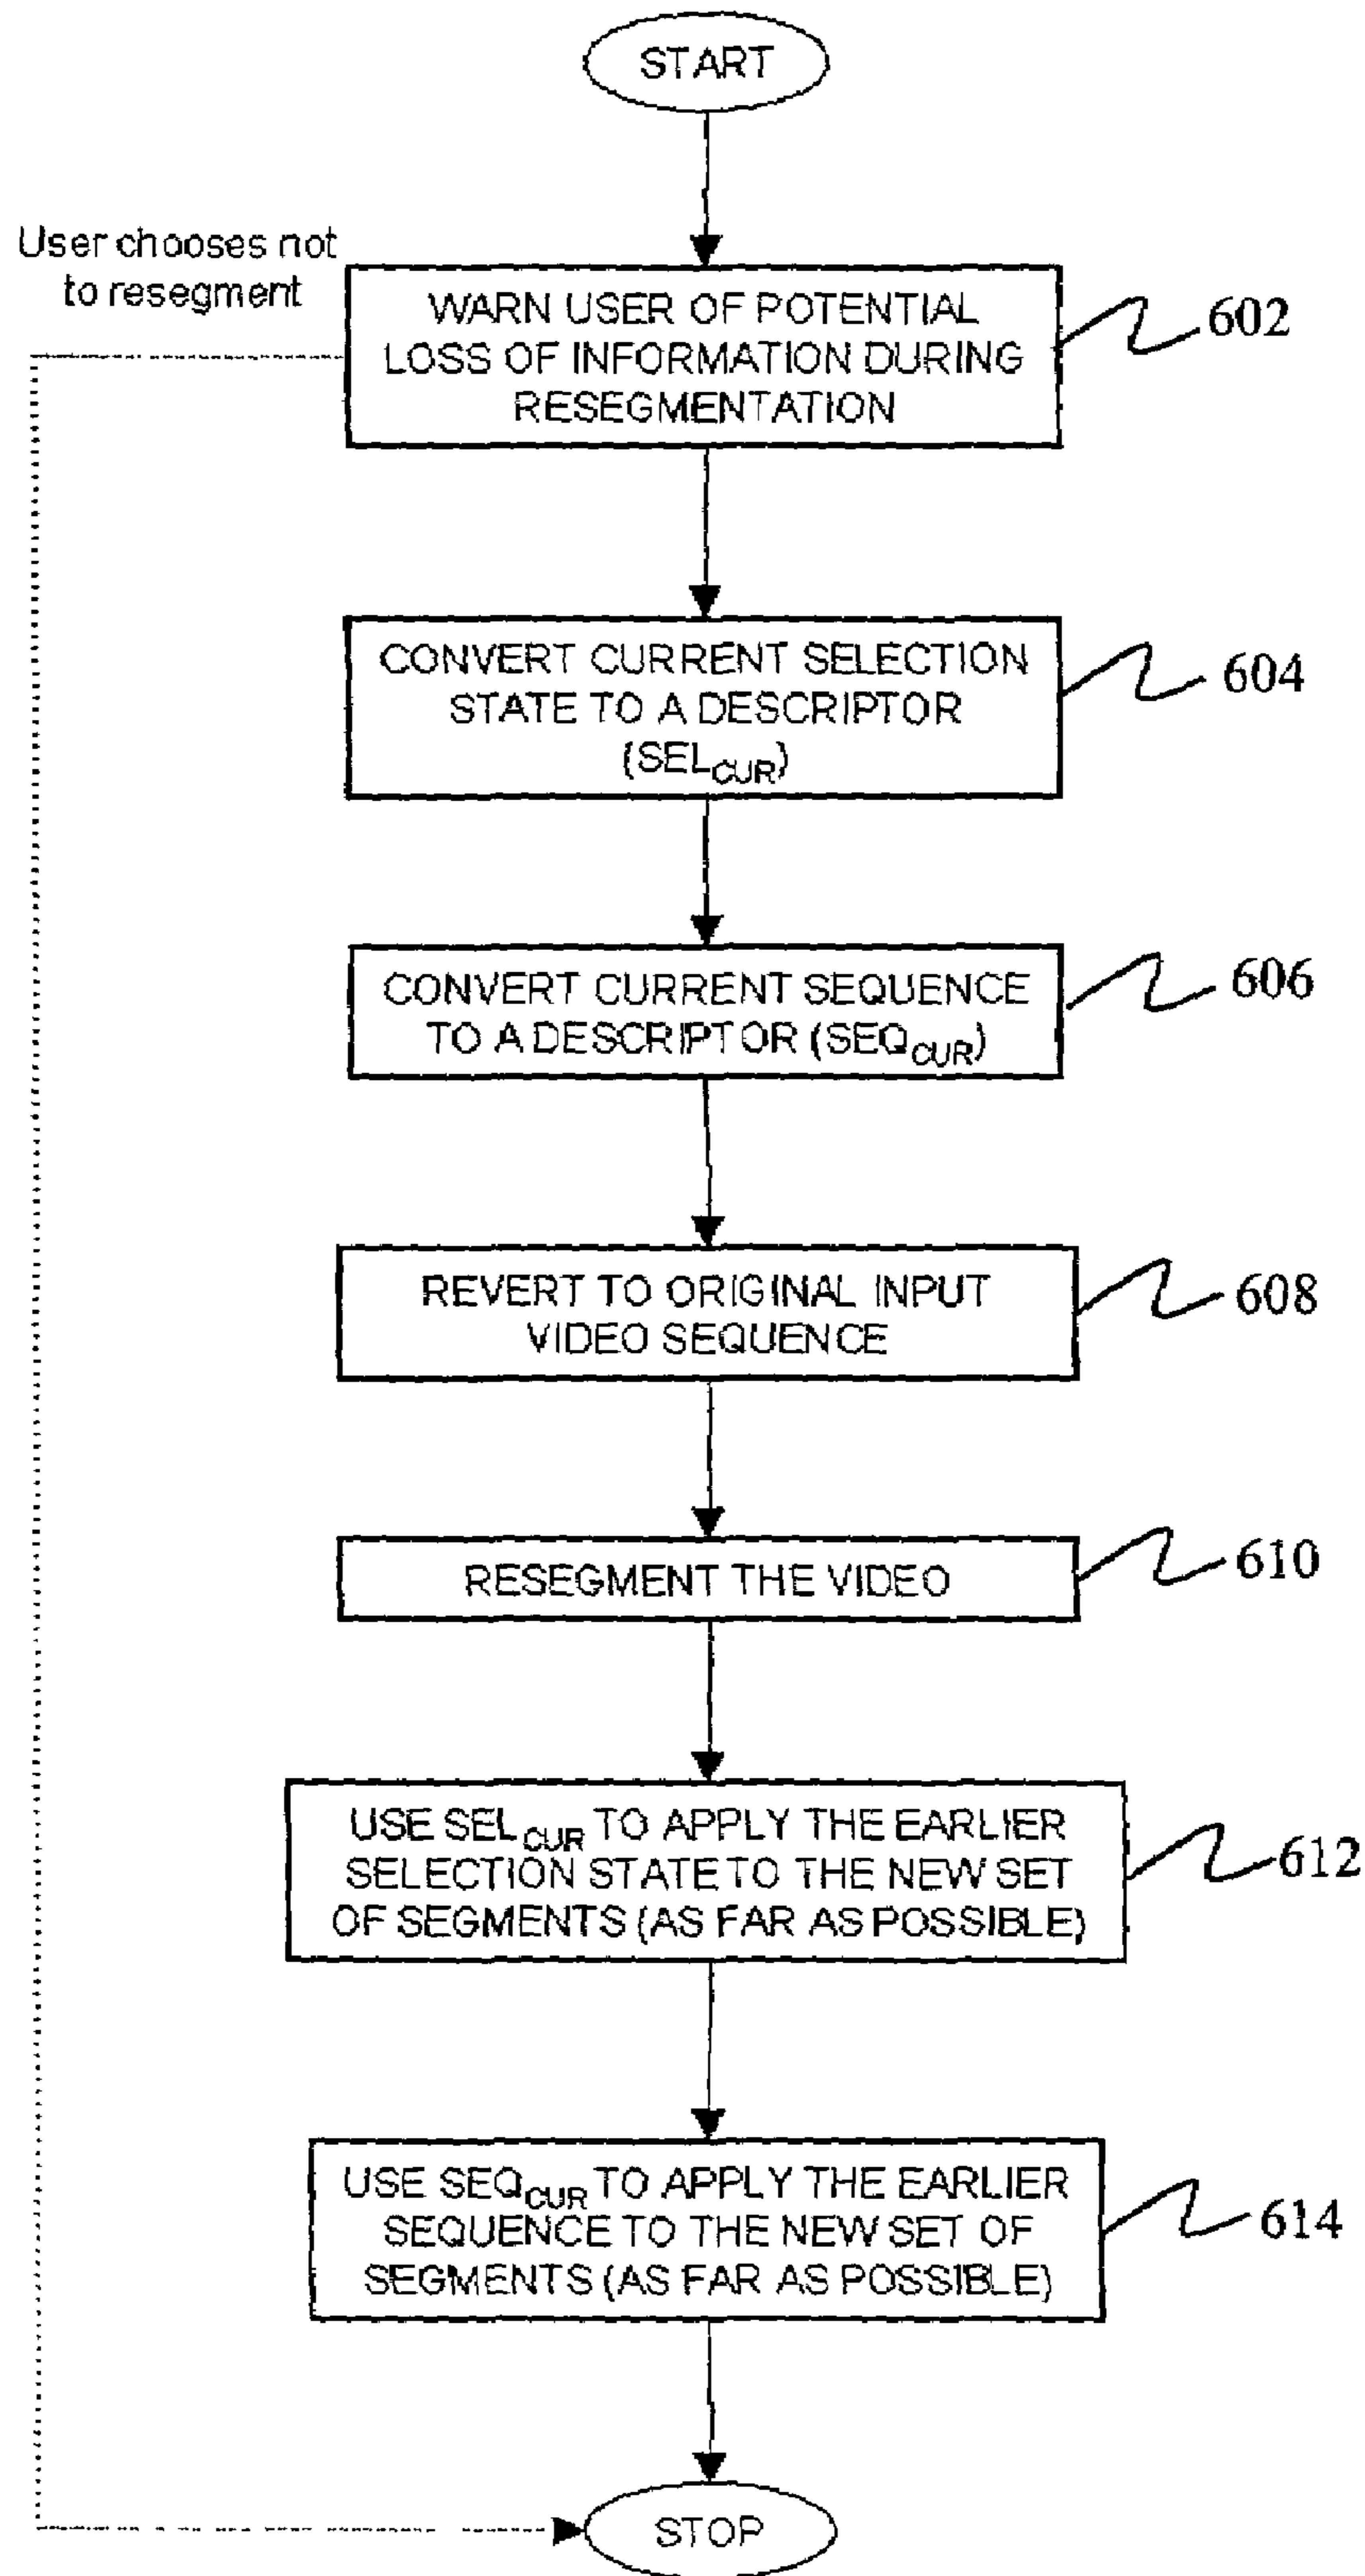 START
User chooses not
to resegment
WARN USER OF POTENTIAL
LOSS OF INFORMATION DURING
RESEGMENTATION
602
CONVERT CURRENT SELECTION
STATE TO A DESCRIPTOR
(SEL_CUR)
604
CONVERT CURRENT SEQUENCE
TO A DESCRIPTOR (SEQ_CUR)
606
REVERT TO ORIGINAL INPUT
VIDEO SEQUENCE
608
RESEGMENT THE VIDEO
610
USE SEL_CUR TO APPLY THE EARLIER
SELECTION STATE TO THE NEW SET
OF SEGMENTS (AS FAR AS POSSIBLE)
612
USE SEQ_CUR TO APPLY THE EARLIER
SEQUENCE TO THE NEW SET OF
SEGMENTS (AS FAR AS POSSIBLE)
614
STOP